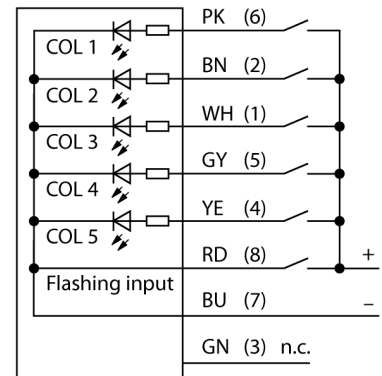 PK (6)
COL 1
BN (2)
COL 2
WH (1)
COL 3
GY (5)
COL 4
YE (4)
COL 5
RD (8) +
Flashing input
BU (7) –
GN (3) n.c.